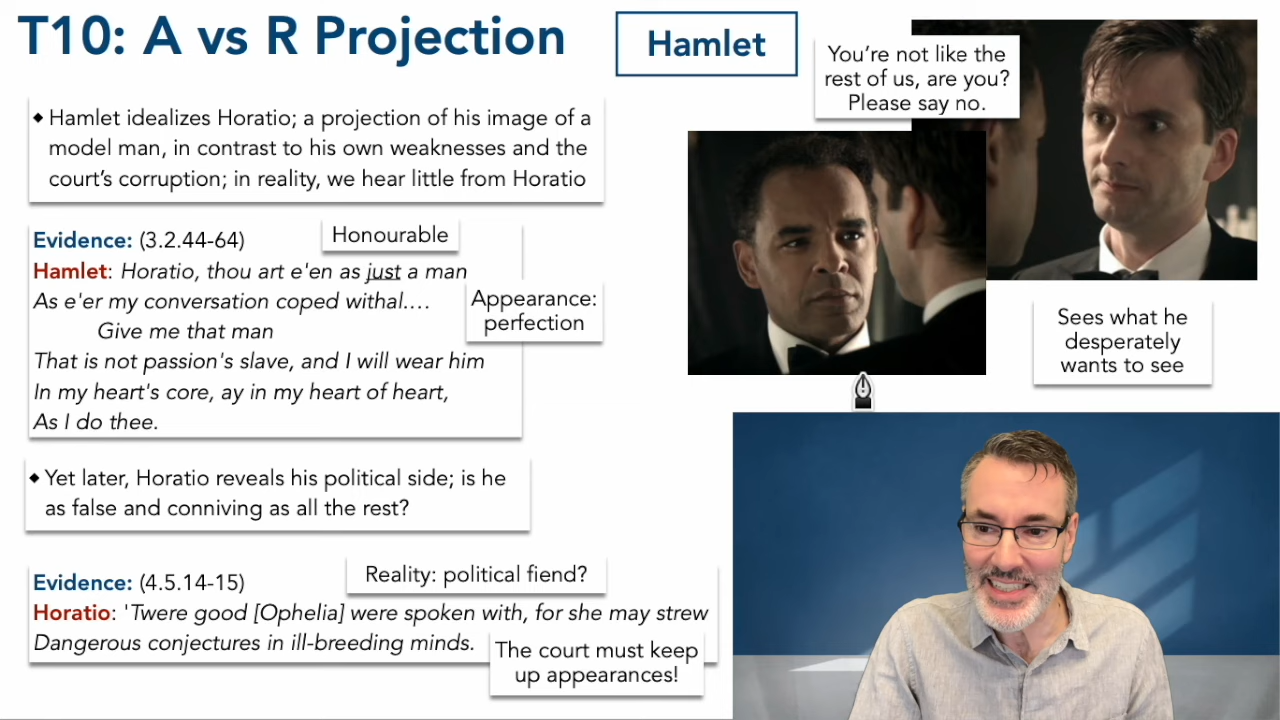 T10: A vs R Projection
Hamlet
You're not like the
rest of us, are you?
Please say no.
◆ Hamlet idealizes Horatio; a projection of his image of a
model man, in contrast to his own weaknesses and the
court's corruption; in reality, we hear little from Horatio
Evidence: (3.2.44-64)
Honourable
Hamlet: Horatio, thou art e'en as just a man
As e'er my conversation coped withal....
Appearance:
perfection
Give me that man
That is not passion's slave, and I will wear him
In my heart's core, ay in my heart of heart,
As I do thee.
Sees what he
desperately
wants to see
◆ Yet later, Horatio reveals his political side; is he
as false and conniving as all the rest?
Evidence: (4.5.14-15)
Reality: political fiend?
Horatio: 'Twere good [Ophelia] were spoken with, for she may strew
Dangerous conjectures in ill-breeding minds.
The court must keep
up appearances!